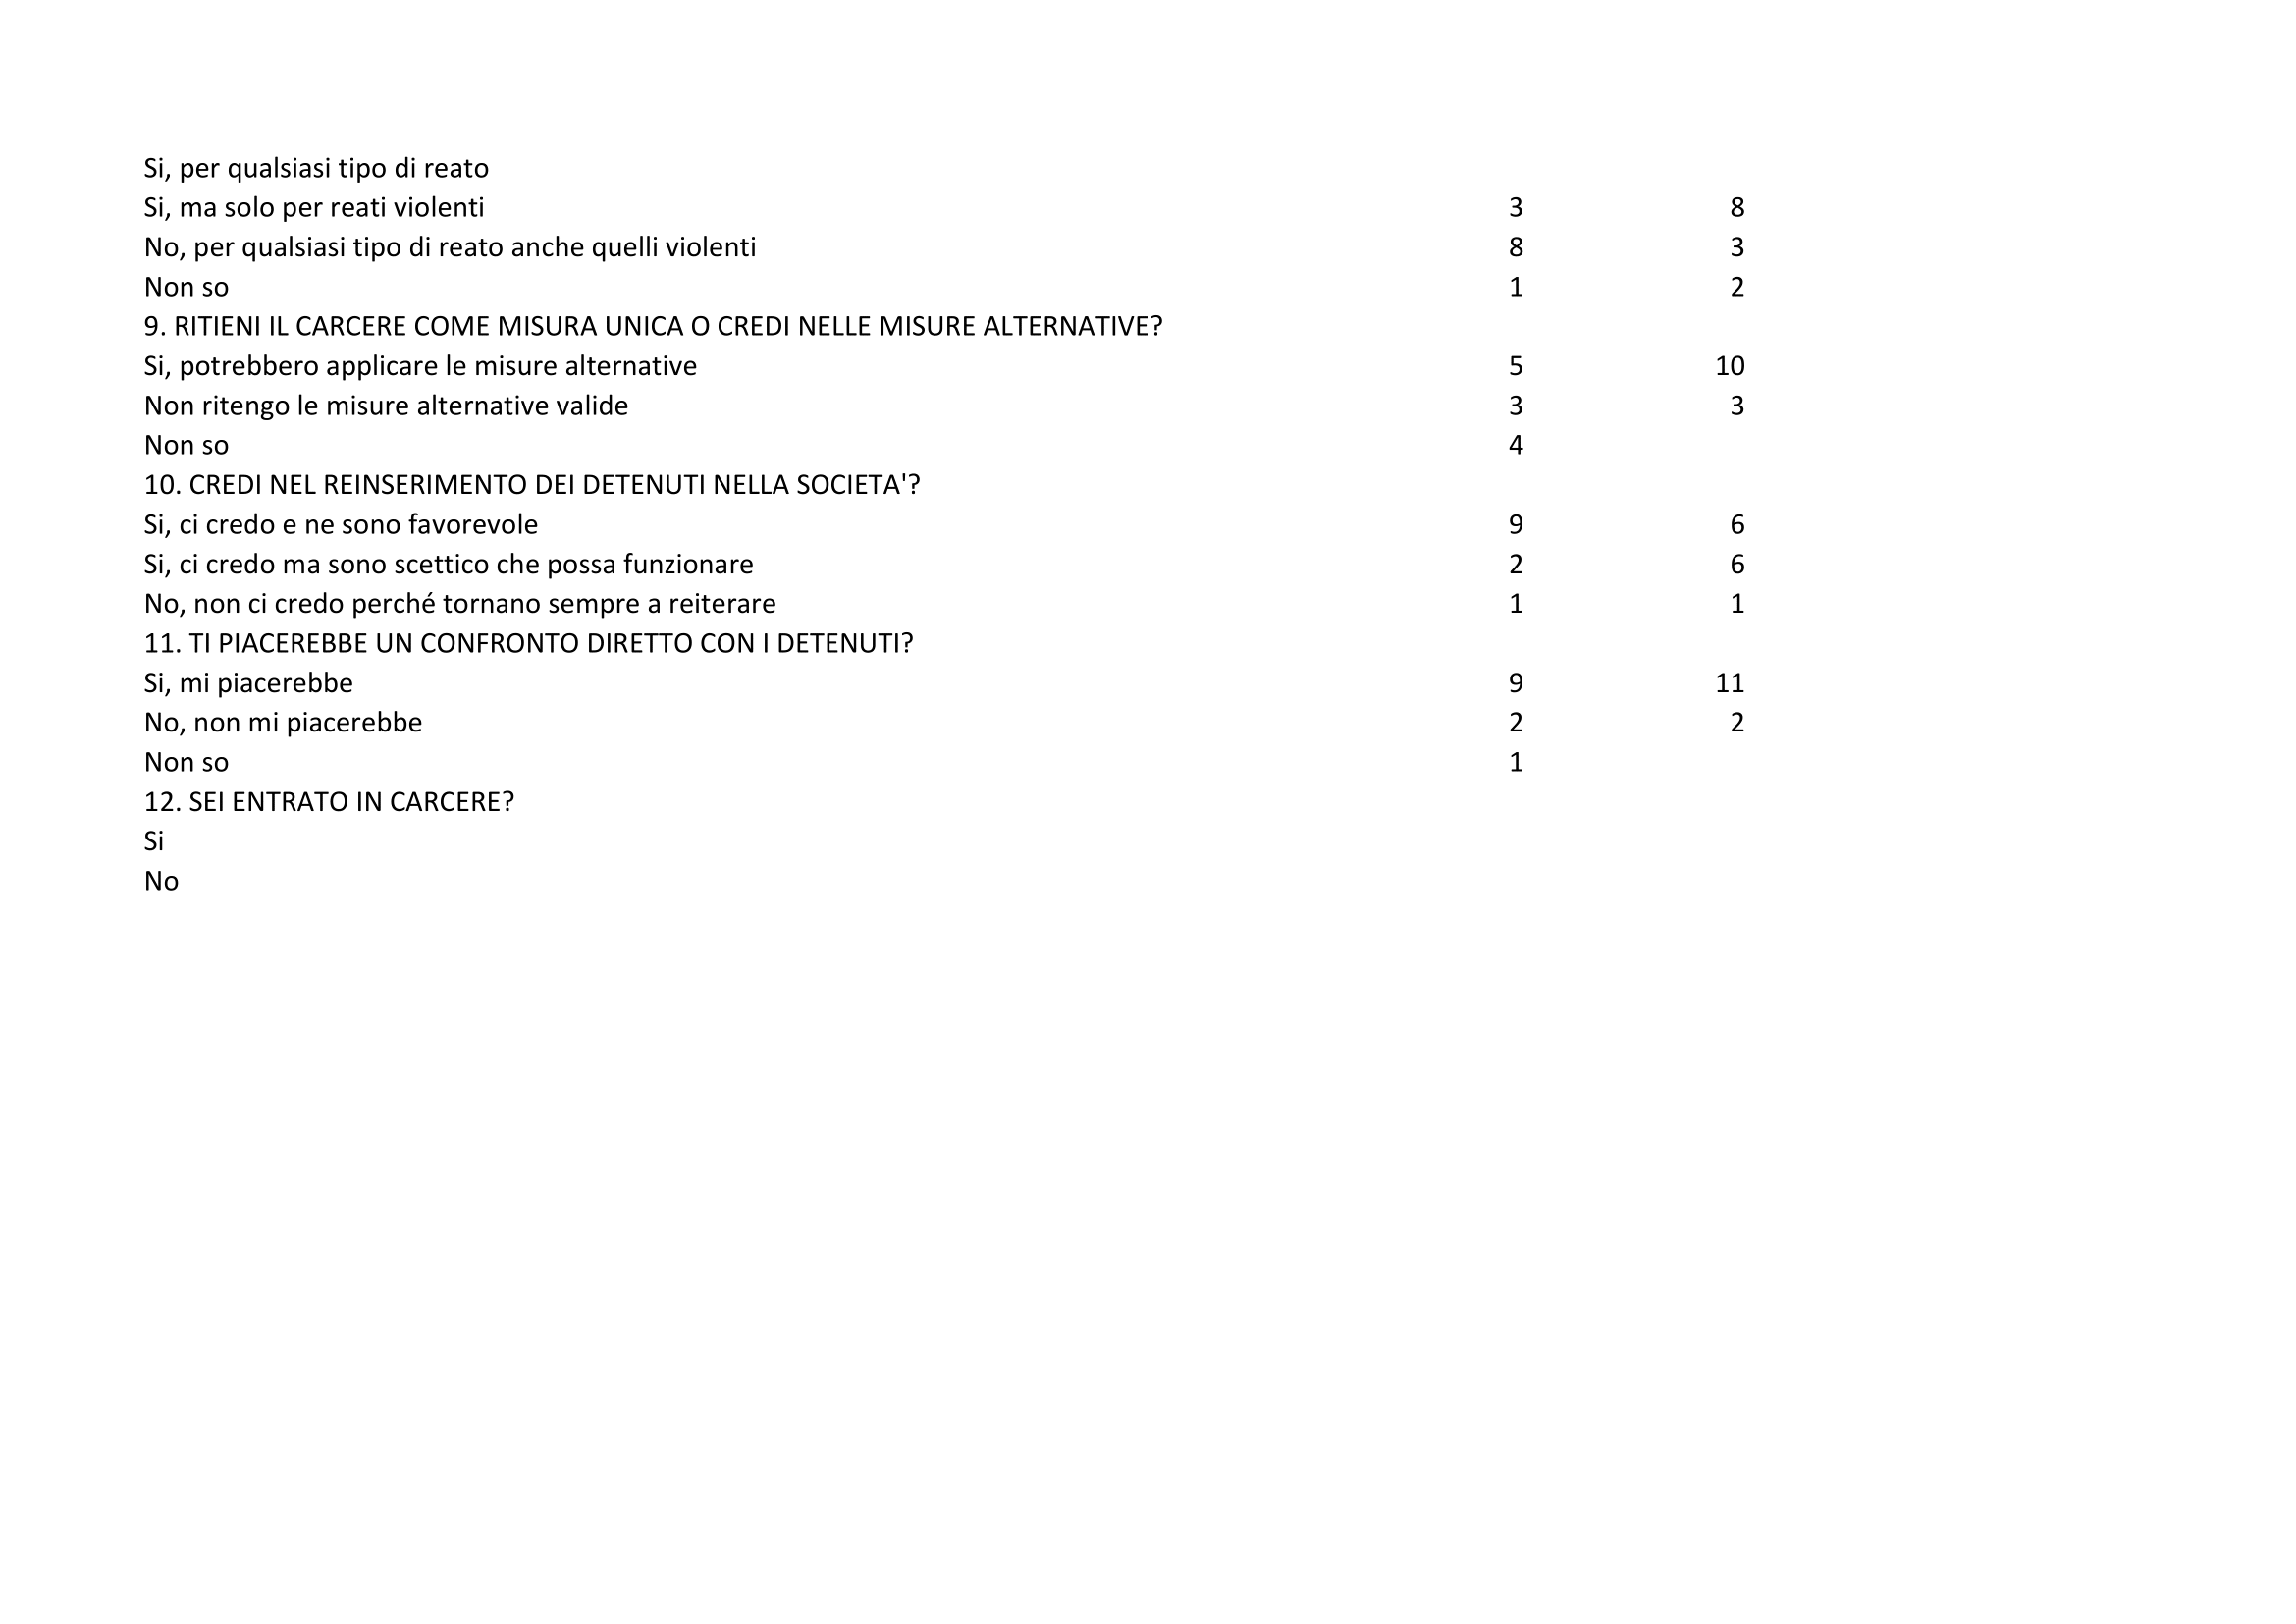 Si, per qualsiasi tipo di reato
Si, ma solo per reati violenti 3 8
No, per qualsiasi tipo di reato anche quelli violenti 8 3
Non so 1 2
9. RITIENI IL CARCERE COME MISURA UNICA O CREDI NELLE MISURE ALTERNATIVE?
Si, potrebbero applicare le misure alternative 5 10
Non ritengo le misure alternative valide 3 3
Non so 4
10. CREDI NEL REINSERIMENTO DEI DETENUTI NELLA SOCIETA'?
Si, ci credo e ne sono favorevole 9 6
Si, ci credo ma sono scettico che possa funzionare 2 6
No, non ci credo perché tornano sempre a reiterare 1 1
11. TI PIACEREBBE UN CONFRONTO DIRETTO CON I DETENUTI?
Si, mi piacerebbe 9 11
No, non mi piacerebbe 2 2
Non so 1
12. SEI ENTRATO IN CARCERE?
Si
No